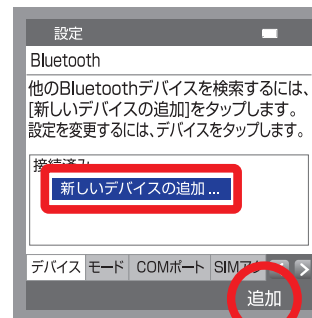 設定
Bluetooth
他のBluetoothデバイスを検索するには、
[新しいデバイスの追加]をタップします。
設定を変更するには、デバイスをタップします。
接続済み
新しいデバイスの追加 ...
デバイス モード COMポート SIM
追加